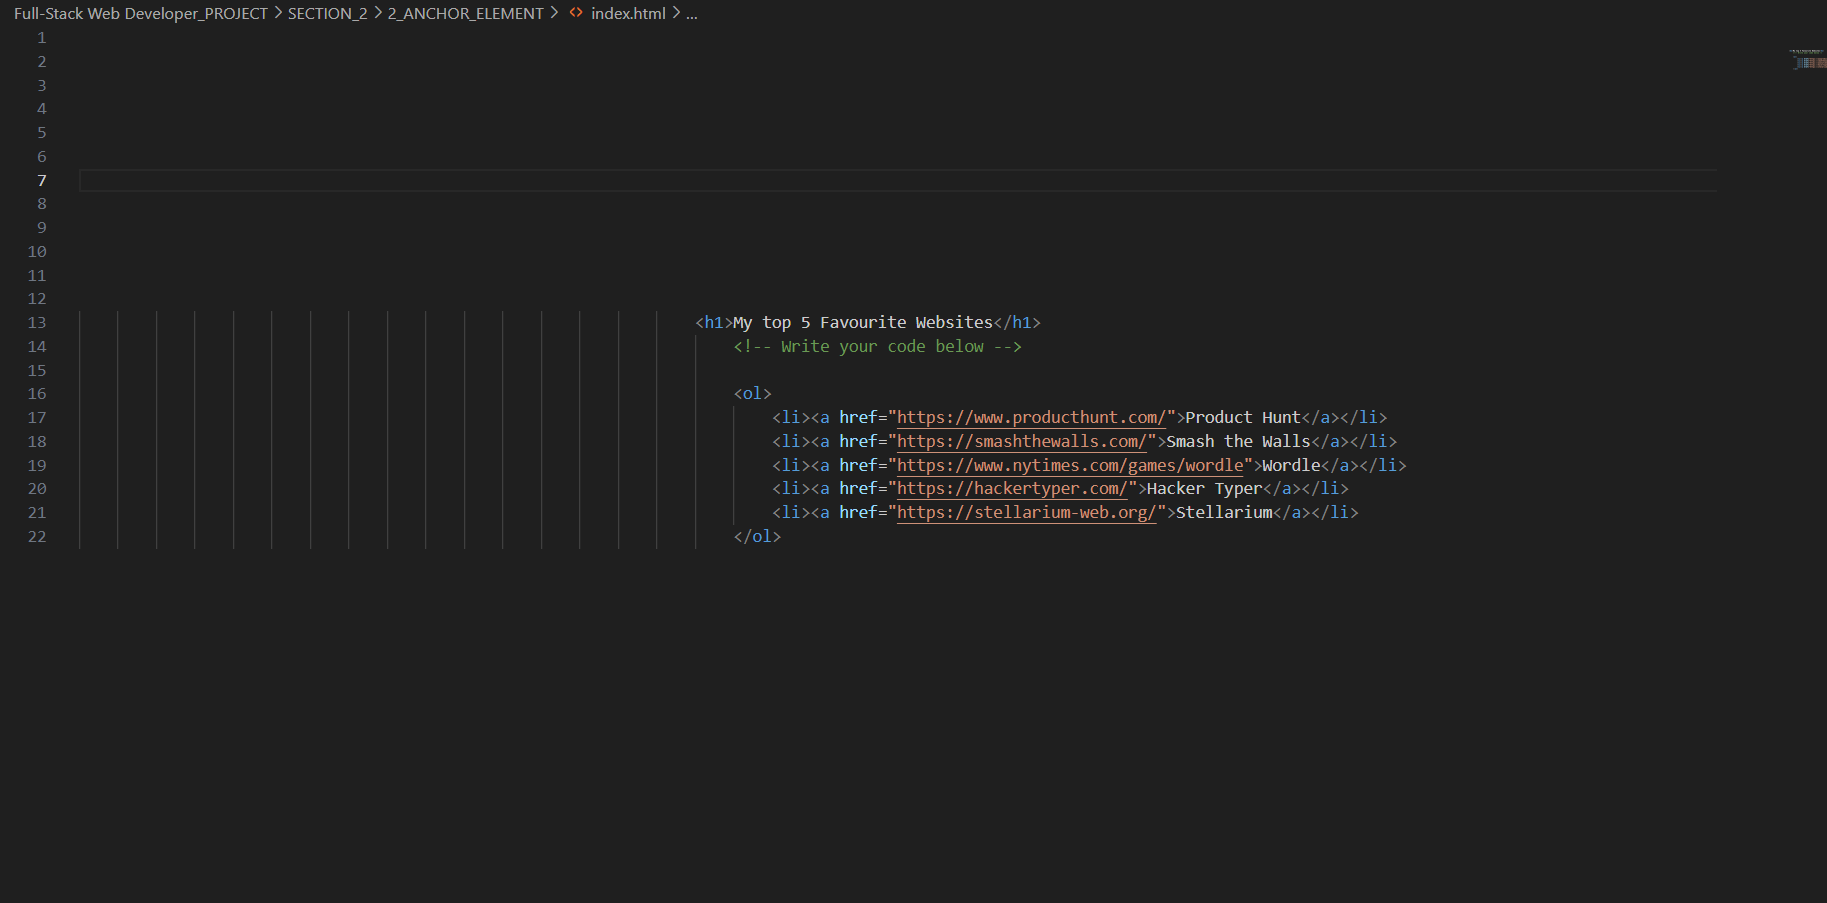 Full-Stack Web Developer_PROJECT > SECTION_2 > 2_ANCHOR_ELEMENT > <> index.html > ...
1
2
3
4
5
6
7
8
9
10
11
12
13 <h1>My top 5 Favourite Websites</h1>
14 <!-- Write your code below -->
15
16 <ol>
17 <li><a href="https://www.producthunt.com/">Product Hunt</a></li>
18 <li><a href="https://smashthewalls.com/">Smash the Walls</a></li>
19 <li><a href="https://www.nytimes.com/games/wordle">Wordle</a></li>
20 <li><a href="https://hackertyper.com/">Hacker Typer</a></li>
21 <li><a href="https://stellarium-web.org/">Stellarium</a></li>
22 </ol>